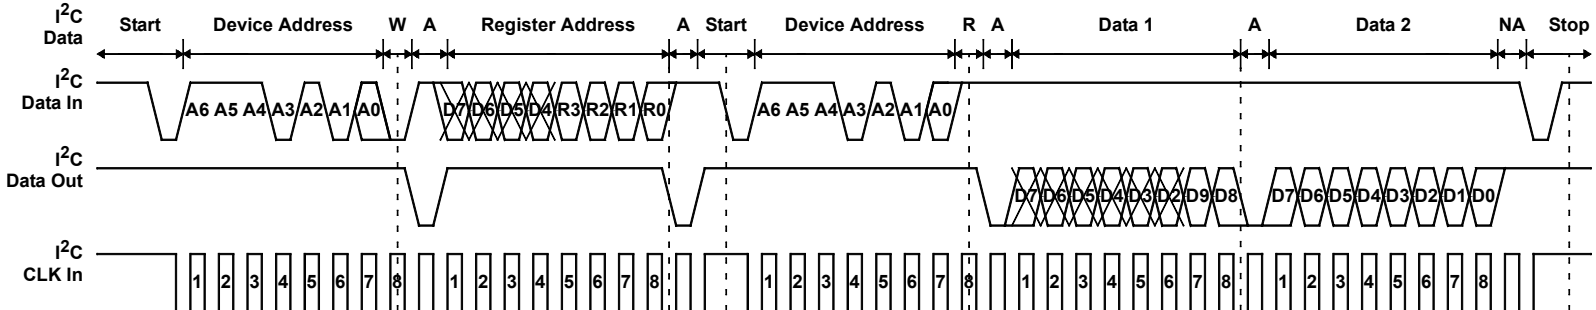 I²C Data Start Device Address W A Register Address A Start Device Address R A Data 1 A Data 2 NA Stop
I²C Data In A6 A5 A4 A3 A2 A1 A0 D7 D6 D5 D4 R3 R2 R1 R0 A6 A5 A4 A3 A2 A1 A0
I²C Data Out D7 D6 D5 D4 D3 D2 D9 D8 D7 D6 D5 D4 D3 D2 D1 D0
I²C CLK In 1 2 3 4 5 6 7 8 1 2 3 4 5 6 7 8 1 2 3 4 5 6 7 8 1 2 3 4 5 6 7 8 1 2 3 4 5 6 7 8